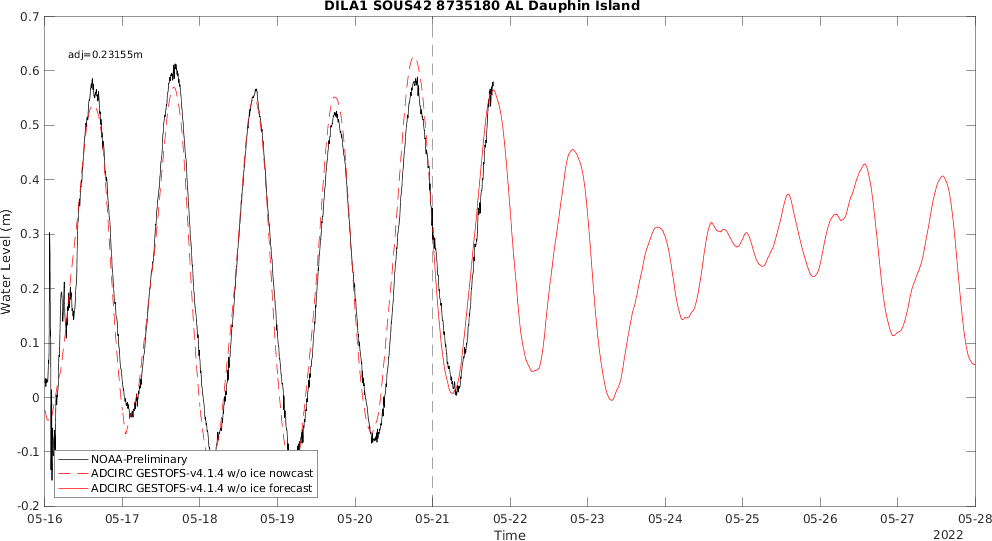 DILA1 SOUS42 8735180 AL Dauphin Island
adj=0.23155m
Water Level (m)
0.7
0.6
0.5
0.4
0.3
0.2
0.1
0
-0.1
-0.2
NOAA-Preliminary
ADCIRC GESTOFS-v4.1.4 w/o ice nowcast
ADCIRC GESTOFS-v4.1.4 w/o ice forecast
05-16 05-17 05-18 05-19 05-20 05-21 05-22 05-23 05-24 05-25 05-26 05-27 05-28
Time
2022